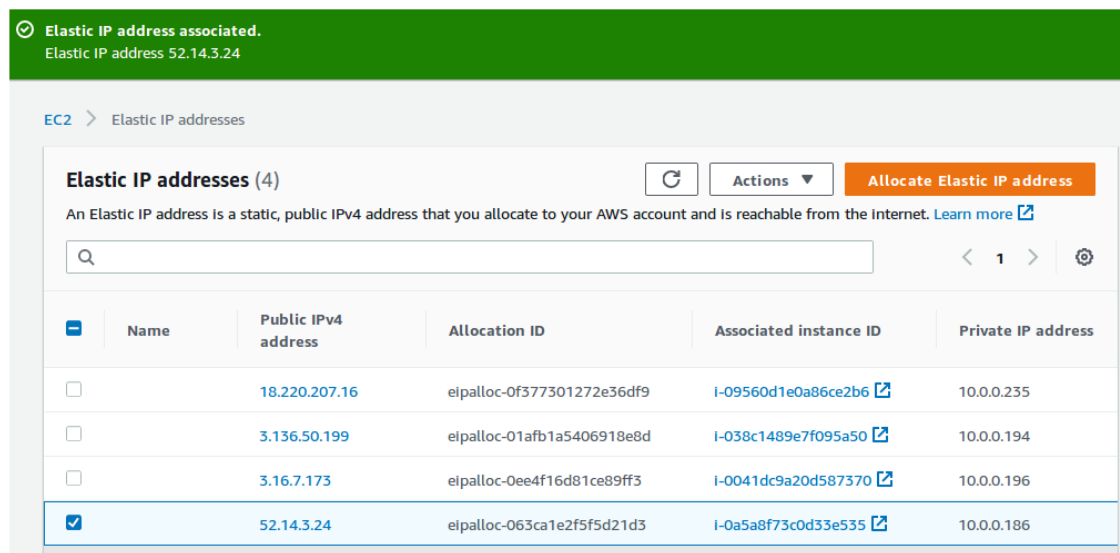 Elastic IP address associated.
Elastic IP address 52.14.3.24
EC2 > Elastic IP addresses
Elastic IP addresses (4)
Actions
Allocate Elastic IP address
An Elastic IP address is a static, public IPv4 address that you allocate to your AWS account and is reachable from the internet. Learn more
1
Name
Public IPv4
address
Allocation ID
Associated instance ID
Private IP address
18.220.207.16 eipalloc-0f377301272e36df9 i-09560d1e0a86ce2b6 10.0.0.235
3.136.50.199 eipalloc-01afb1a5406918e8d i-038c1489e7f095a50 10.0.0.194
3.16.7.173 eipalloc-0ee4f16d81ce89ff3 i-0041dc9a20d587370 10.0.0.196
52.14.3.24 eipalloc-063ca1e2f5f5d21d3 i-0a5a8f73c0d33e535 10.0.0.186